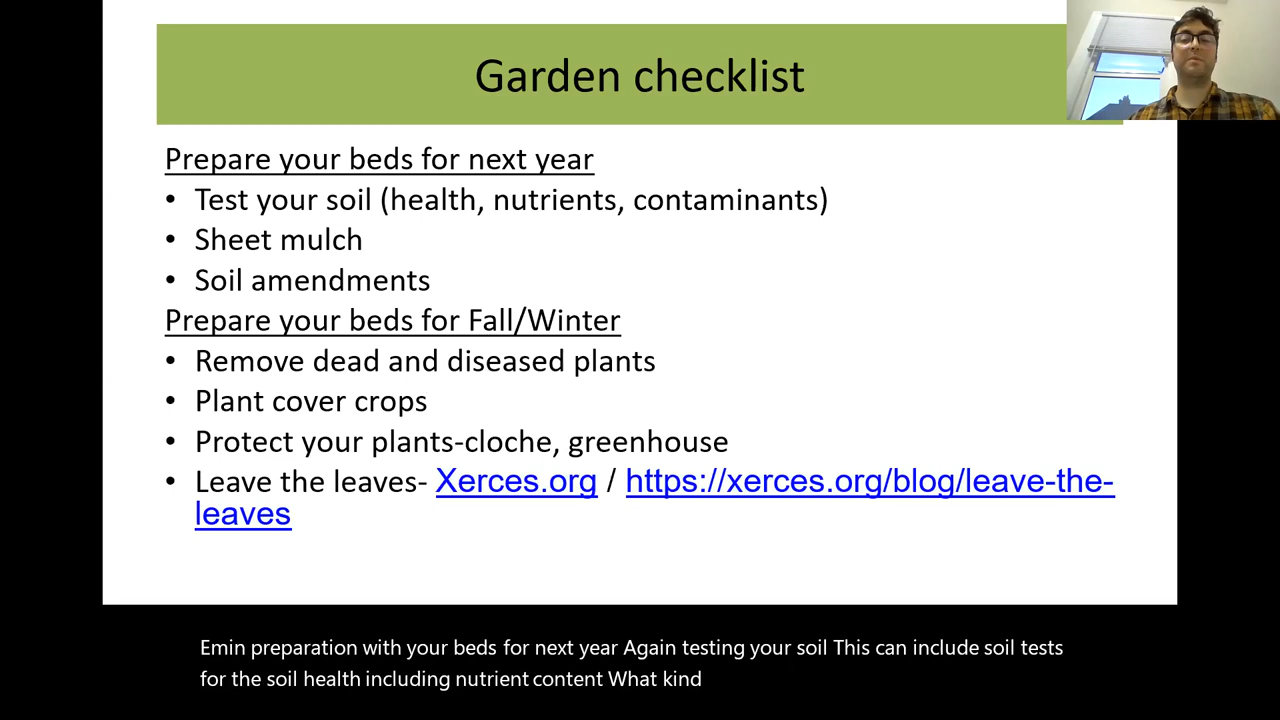 Garden checklist
Prepare your beds for next year
• Test your soil (health, nutrients, contaminants)
• Sheet mulch
• Soil amendments
Prepare your beds for Fall/Winter
• Remove dead and diseased plants
• Plant cover crops
• Protect your plants-cloche, greenhouse
• Leave the leaves- Xerces.org / https://xerces.org/blog/leave-the-
leaves
Emin preparation with your beds for next year Again testing your soil This can include soil tests
for the soil health including nutrient content What kind